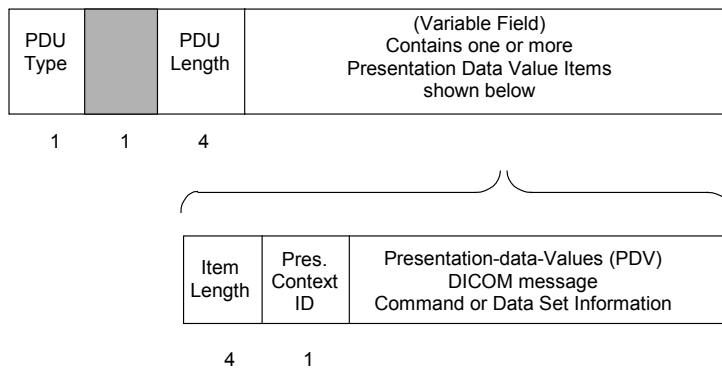 PDU
Type
PDU
Length
(Variable Field)
Contains one or more
Presentation Data Value Items
shown below
1
1
4
Item
Length
Pres.
Context
ID
Presentation-data-Values (PDV)
DICOM message
Command or Data Set Information
4
1